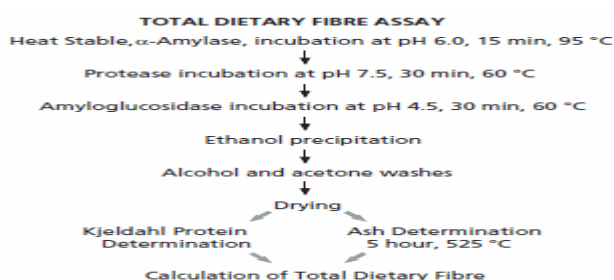 TOTAL DIETARY FIBRE ASSAY
Heat Stable, α-Amylase, incubation at pH 6.0, 15 min, 95 °C
Protease incubation at pH 7.5, 30 min, 60 °C
Amyloglucosidase incubation at pH 4.5, 30 min, 60 °C
Ethanol precipitation
Alcohol and acetone washes
Drying
Kjeldahl Protein
Determination
Ash Determination
5 hour, 525 °C
Calculation of Total Dietary Fibre